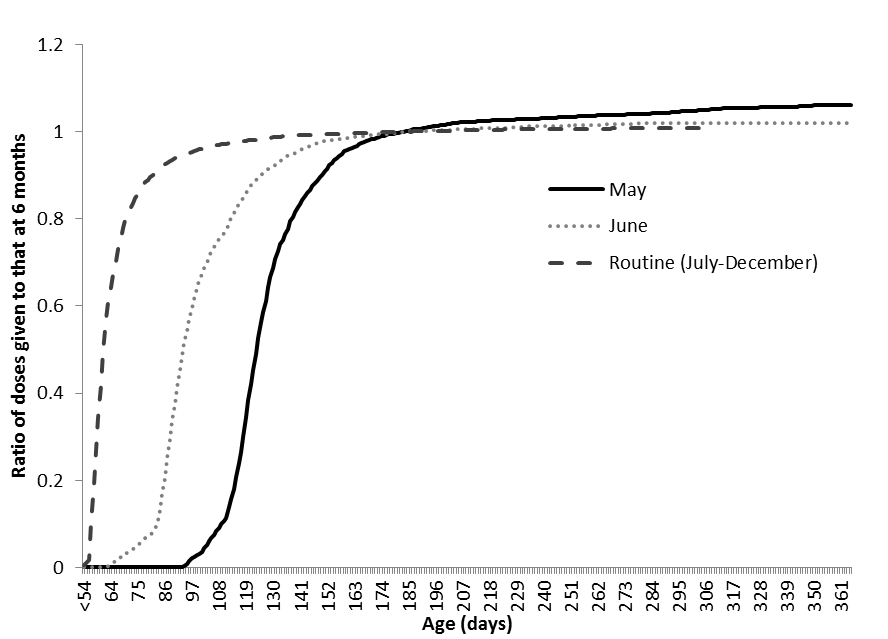 1.2
1
0.8
0.6
0.4
0.2
0
Ratio of doses given to that at 6 months
May
June
Routine (July-December)
<54 64 75 86 97 108 119 130 141 152 163 174 185 196 207 218 229 240 251 262 273 284 295 306 317 328 339 350 361
Age (days)